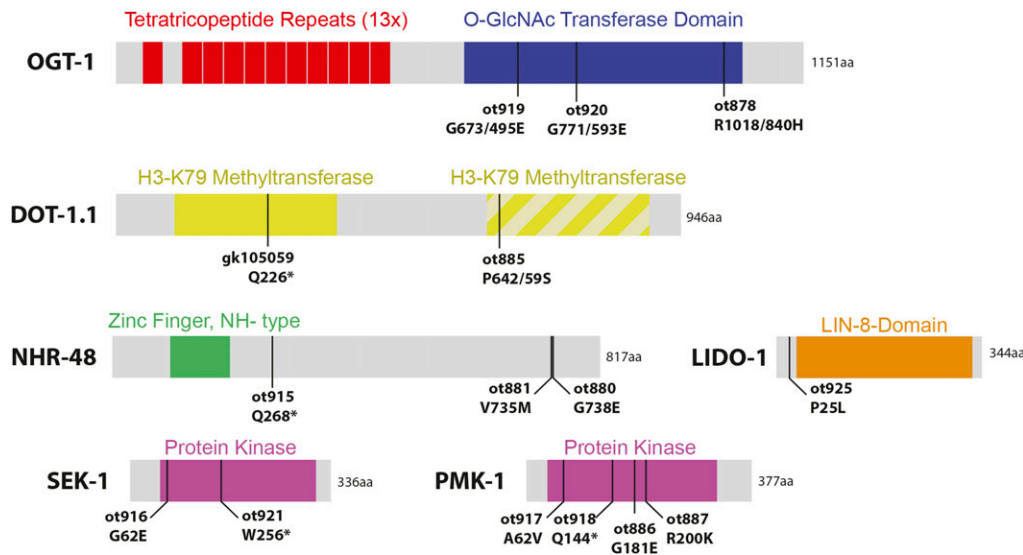 Tetratricopeptide Repeats (13x)
O-GlcNAc Transferase Domain
OGT-1
1151aa
ot919
G673/495E
ot920
G771/593E
ot878
R1018/840H
H3-K79 Methyltransferase
H3-K79 Methyltransferase
DOT-1.1
946aa
gk105059
Q226*
ot885
P642/59S
Zinc Finger, NH- type
NHR-48
817aa
ot915
Q268*
ot881
V735M
ot880
G738E
LIN-8-Domain
LIDO-1
344aa
ot925
P25L
Protein Kinase
SEK-1
336aa
ot916
G62E
ot921
W256*
Protein Kinase
PMK-1
377aa
ot917
A62V
ot918
Q144*
ot886
G181E
ot887
R200K